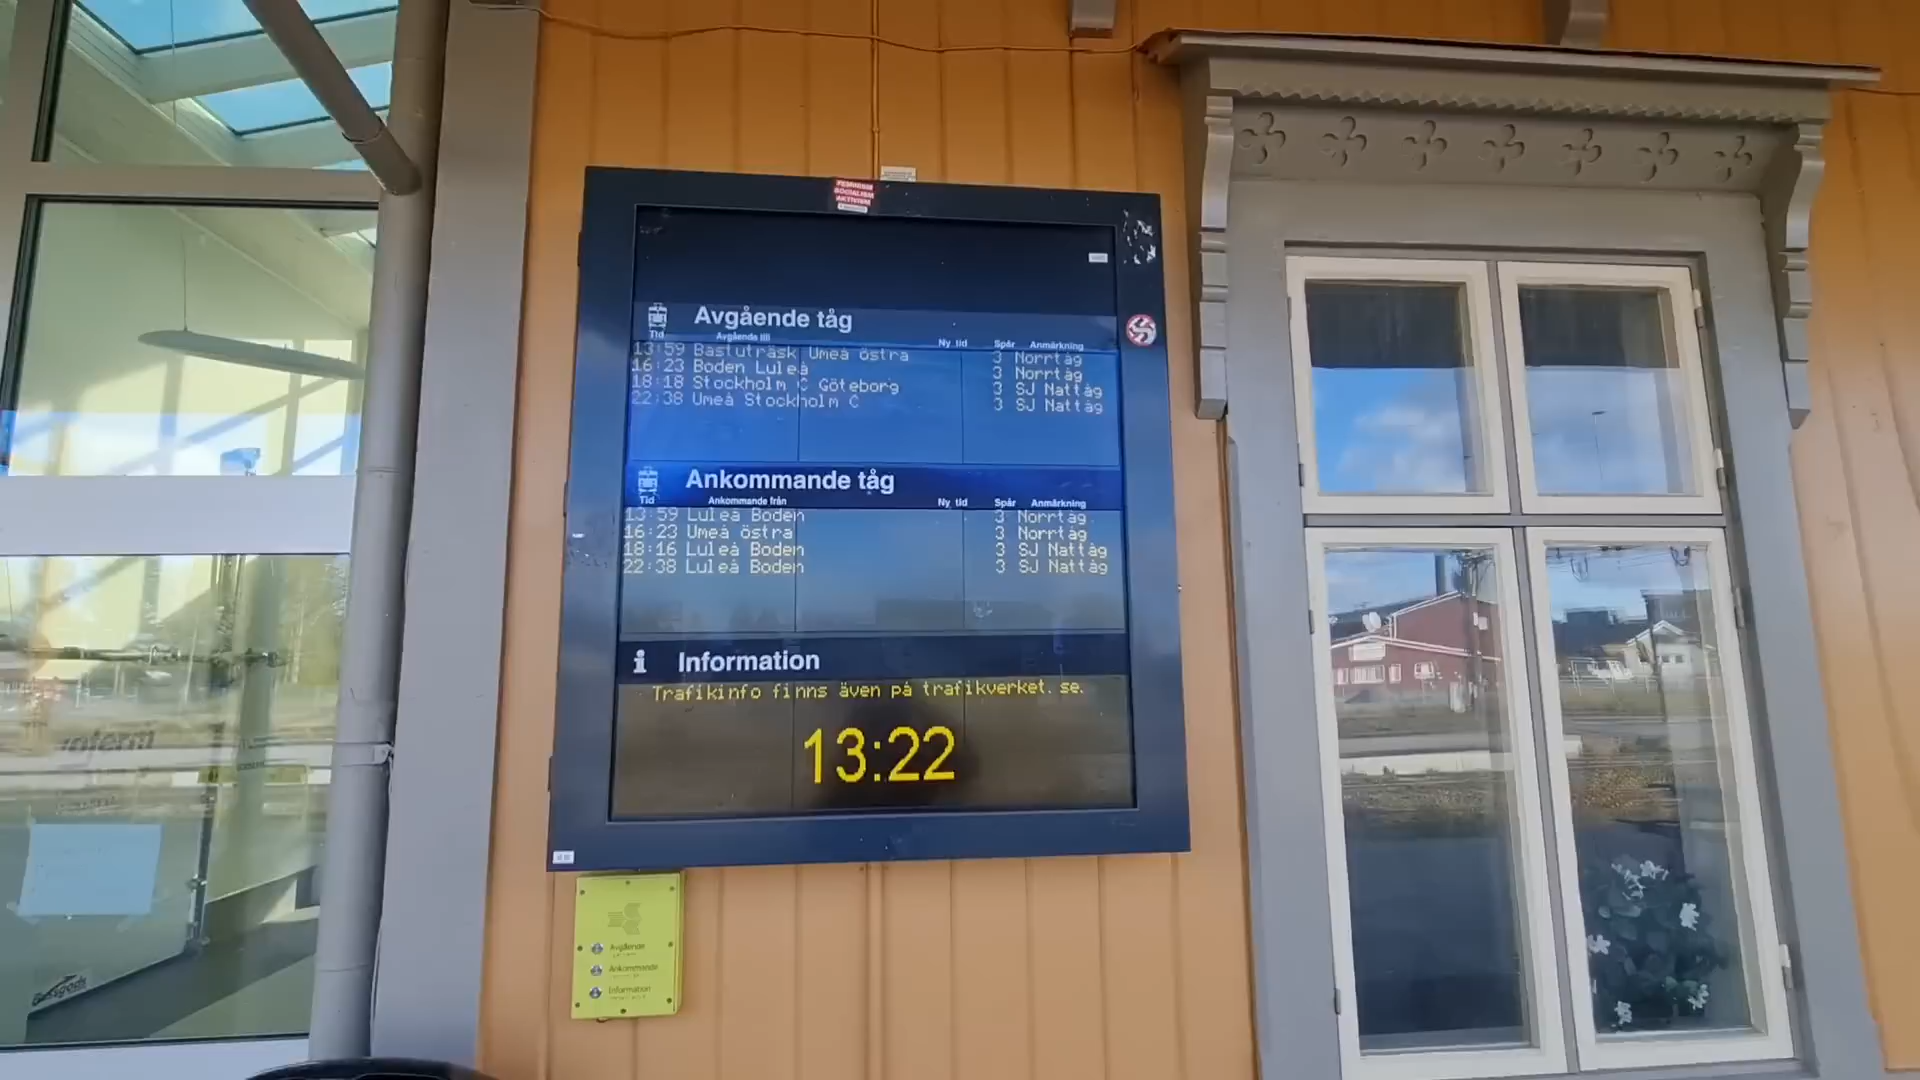 FEMINISM
SOCIALISM
AKTIVISM
Avgående tåg
Tid Avgående till Ny tid Spår Anmärkning
13:59 Bastuträsk Umeå östra 3 Norrtåg
16:23 Boden Luleå 3 Norrtåg
18:18 Stockholm C Göteborg 3 SJ Nattåg
22:38 Umeå Stockholm C 3 SJ Nattåg
Ankommande tåg
Tid Ankommande från Ny tid Spår Anmärkning
13:59 Luleå Boden 3 Norrtåg
16:23 Umeå östra 3 Norrtåg
18:16 Luleå Boden 3 SJ Nattåg
22:38 Luleå Boden 3 SJ Nattåg
Information
Trafikinfo finns även på trafikverket.se.
13:22
Avgående
Ankommande
Information
Bussgods